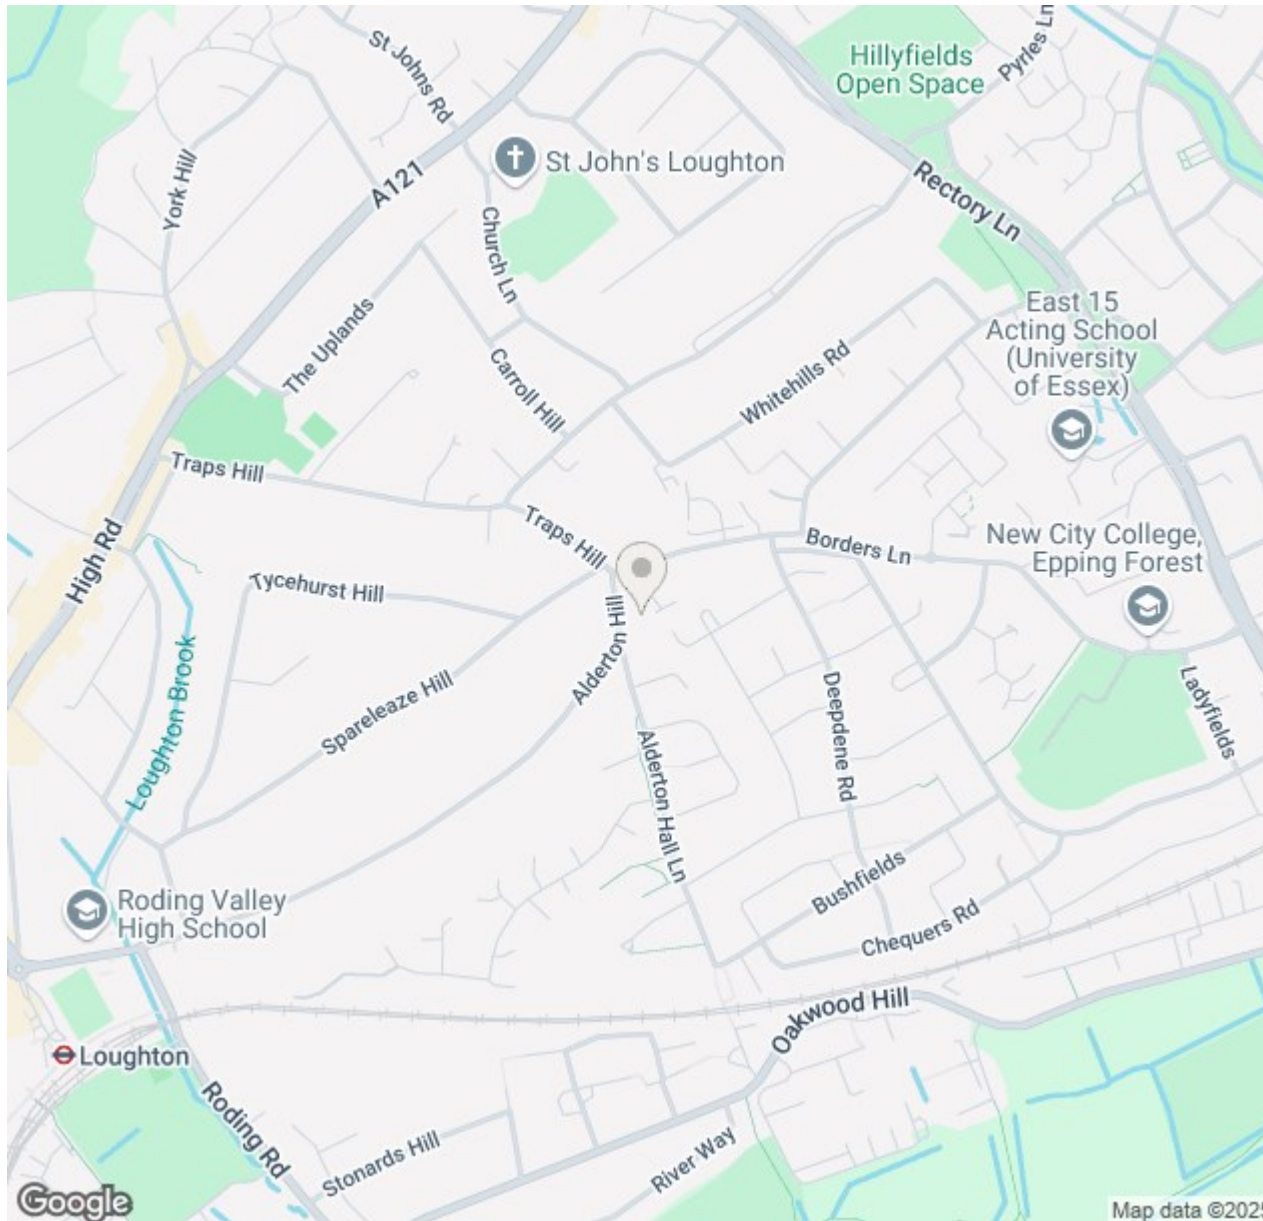 St Johns Rd
Hillyfields
Open Space
Pyrles Ln
York Hill
A121
St John's Loughton
Rectory Ln
Church Ln
The Uplands
Carroll Hill
Whitehills Rd
East 15
Acting School
(University
of Essex)
Traps Hill
High Rd
Traps Hill
Borders Ln
New City College,
Epping Forest
Tycehurst Hill
Alderton Hill
Loughton Brook
Spareleaze Hill
Deepdene Rd
Ladyfields
Alderton Hall Ln
Bushfields
Roding Valley
High School
Chequers Rd
Oakwood Hill
Loughton
Roding Rd
Stonards Hill
River Way
Google
Map data ©2025